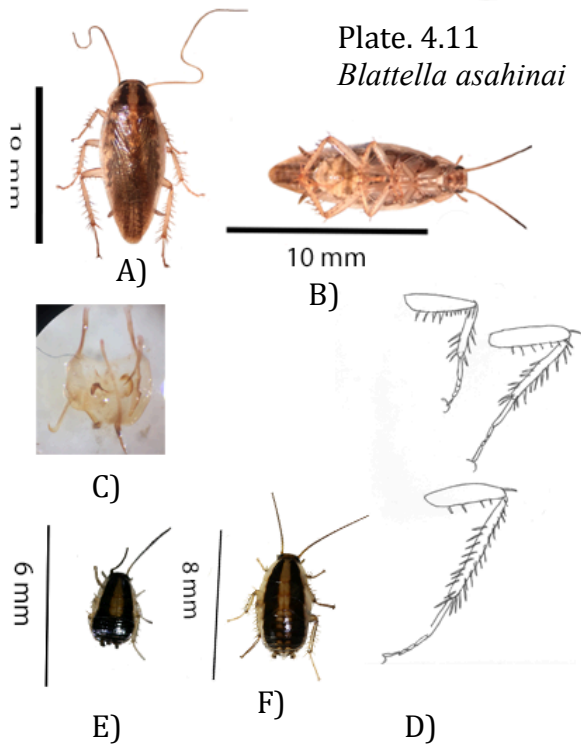 Plate. 4.11
Blattella asahinai
10 mm
A)
10 mm
B)
C)
6 mm
E)
8 mm
F)
D)